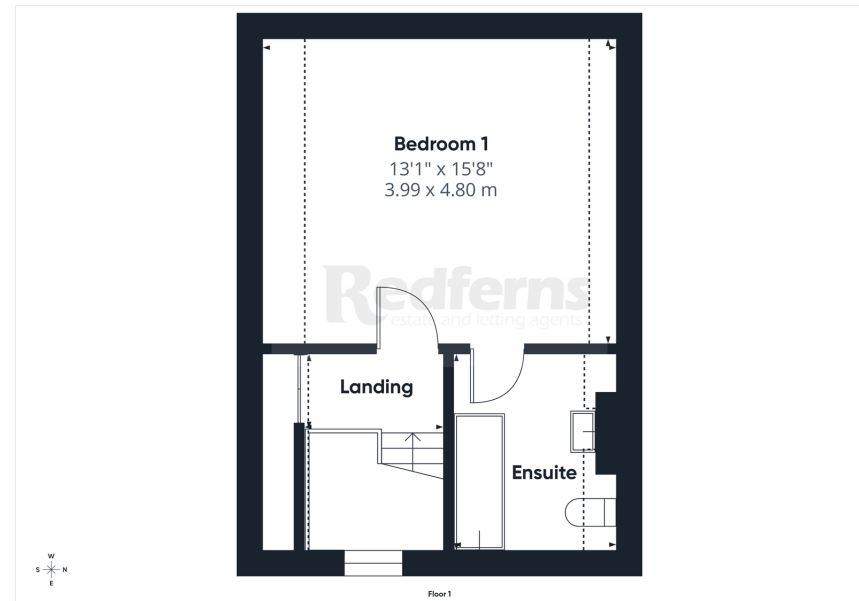 Bedroom 1
13'1" x 15'8"
3.99 x 4.80 m
Redferns
estate and letting agents
Landing
Ensuite
W
S N
E
Floor 1